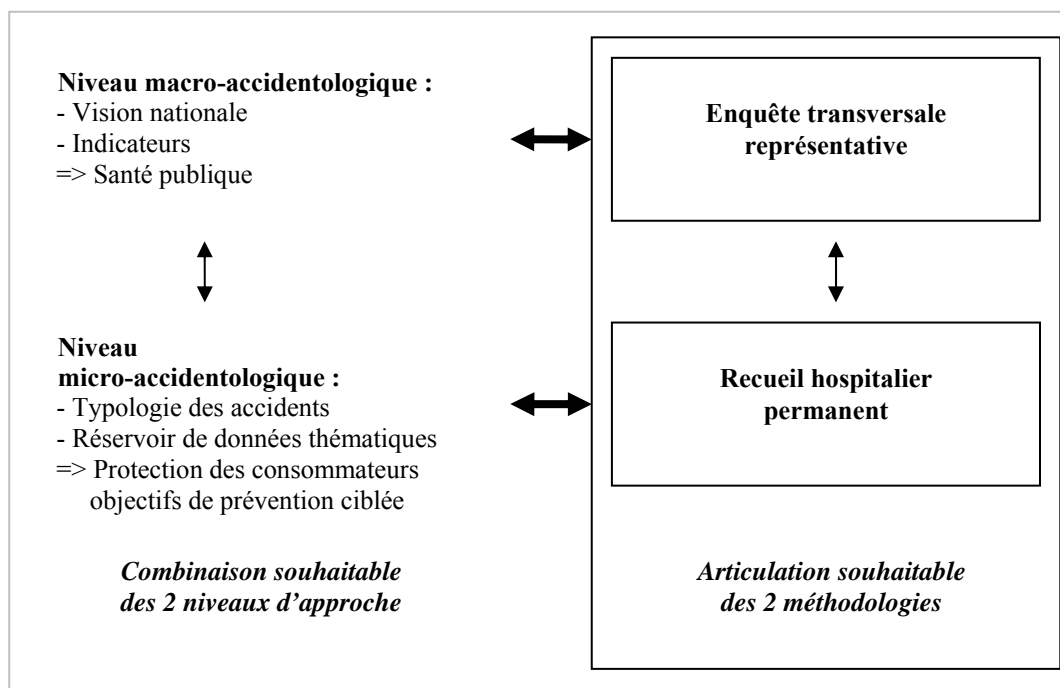 Niveau macro-accidentologique :
- Vision nationale
- Indicateurs
=> Santé publique
Enquête transversale
représentative
Niveau
micro-accidentologique :
- Typologie des accidents
- Réservoir de données thématiques
=> Protection des consommateurs
objectifs de prévention ciblée
Recueil hospitalier
permanent
Combinaison souhaitable
des 2 niveaux d’approche
Articulation souhaitable
des 2 méthodologies